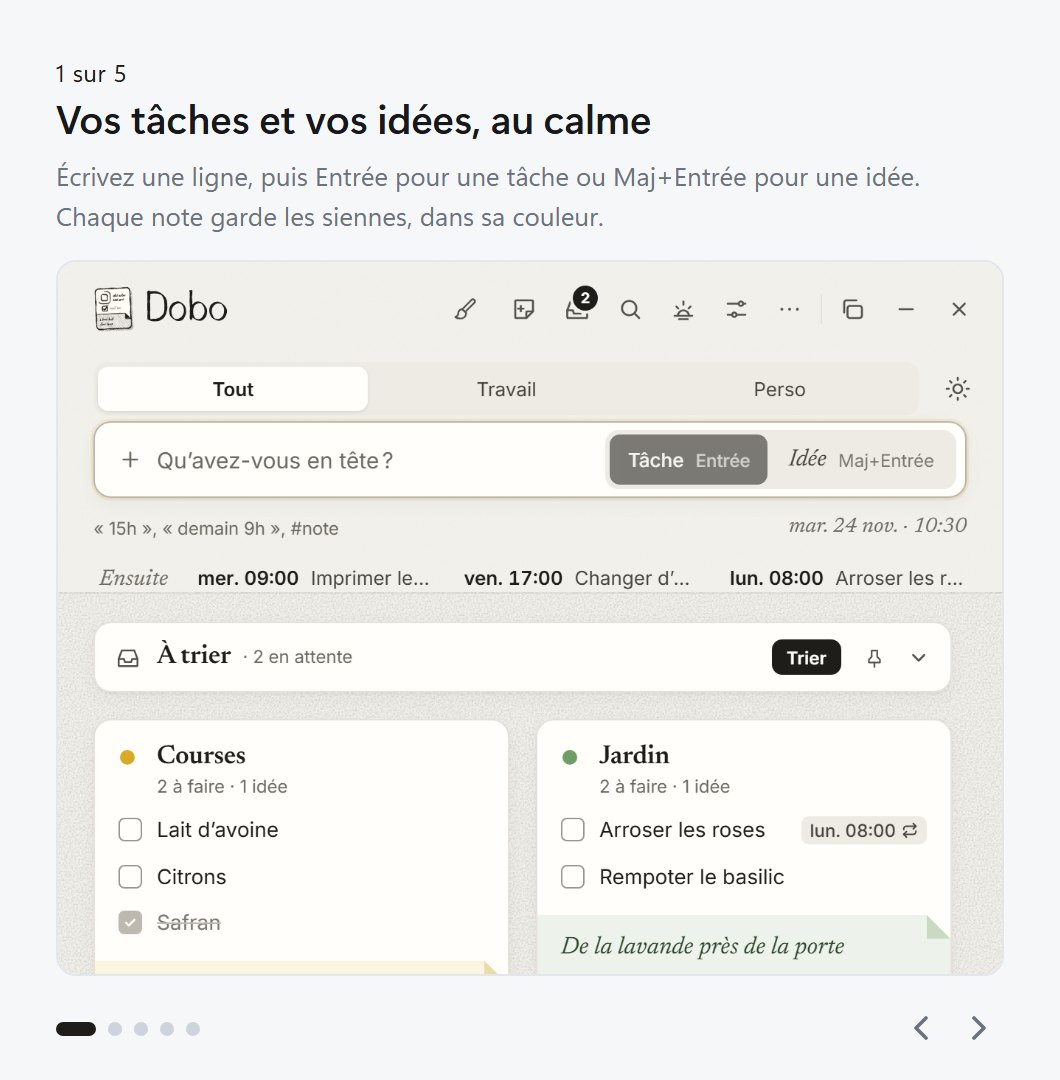 1 sur 5
Vos tâches et vos idées, au calme
Écrivez une ligne, puis Entrée pour une tâche ou Maj+Entrée pour une idée.
Chaque note garde les siennes, dans sa couleur.
Dobo
2
Tout Travail Perso
Qu’avez-vous en tête ? Tâche Entrée Idée Maj+Entrée
« 15h », « demain 9h », #note mar. 24 nov. · 10:30
Ensuite mer. 09:00 Imprimer le… ven. 17:00 Changer d’… lun. 08:00 Arroser les r…
À trier · 2 en attente Trier
Courses
2 à faire · 1 idée
Lait d’avoine
Citrons
Safran
Jardin
2 à faire · 1 idée
Arroser les roses lun. 08:00
Rempoter le basilic
De la lavande près de la porte